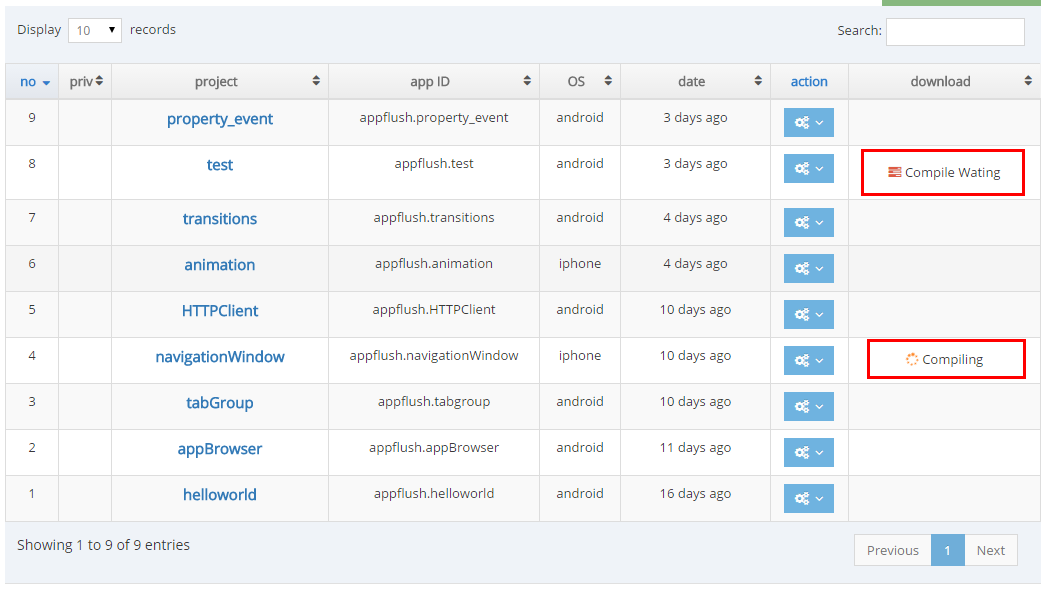 Display 10 records Search:
no priv project app ID OS date action download
9 property_event appflush.property_event android 3 days ago
8 test appflush.test android 3 days ago Compile Wating
7 transitions appflush.transitions android 4 days ago
6 animation appflush.animation iphone 4 days ago
5 HTTPClient appflush.HTTPClient android 10 days ago
4 navigationWindow appflush.navigationWindow iphone 10 days ago Compiling
3 tabGroup appflush.tabgroup android 10 days ago
2 appBrowser appflush.appBrowser android 11 days ago
1 helloworld appflush.helloworld android 16 days ago
Showing 1 to 9 of 9 entries Previous 1 Next